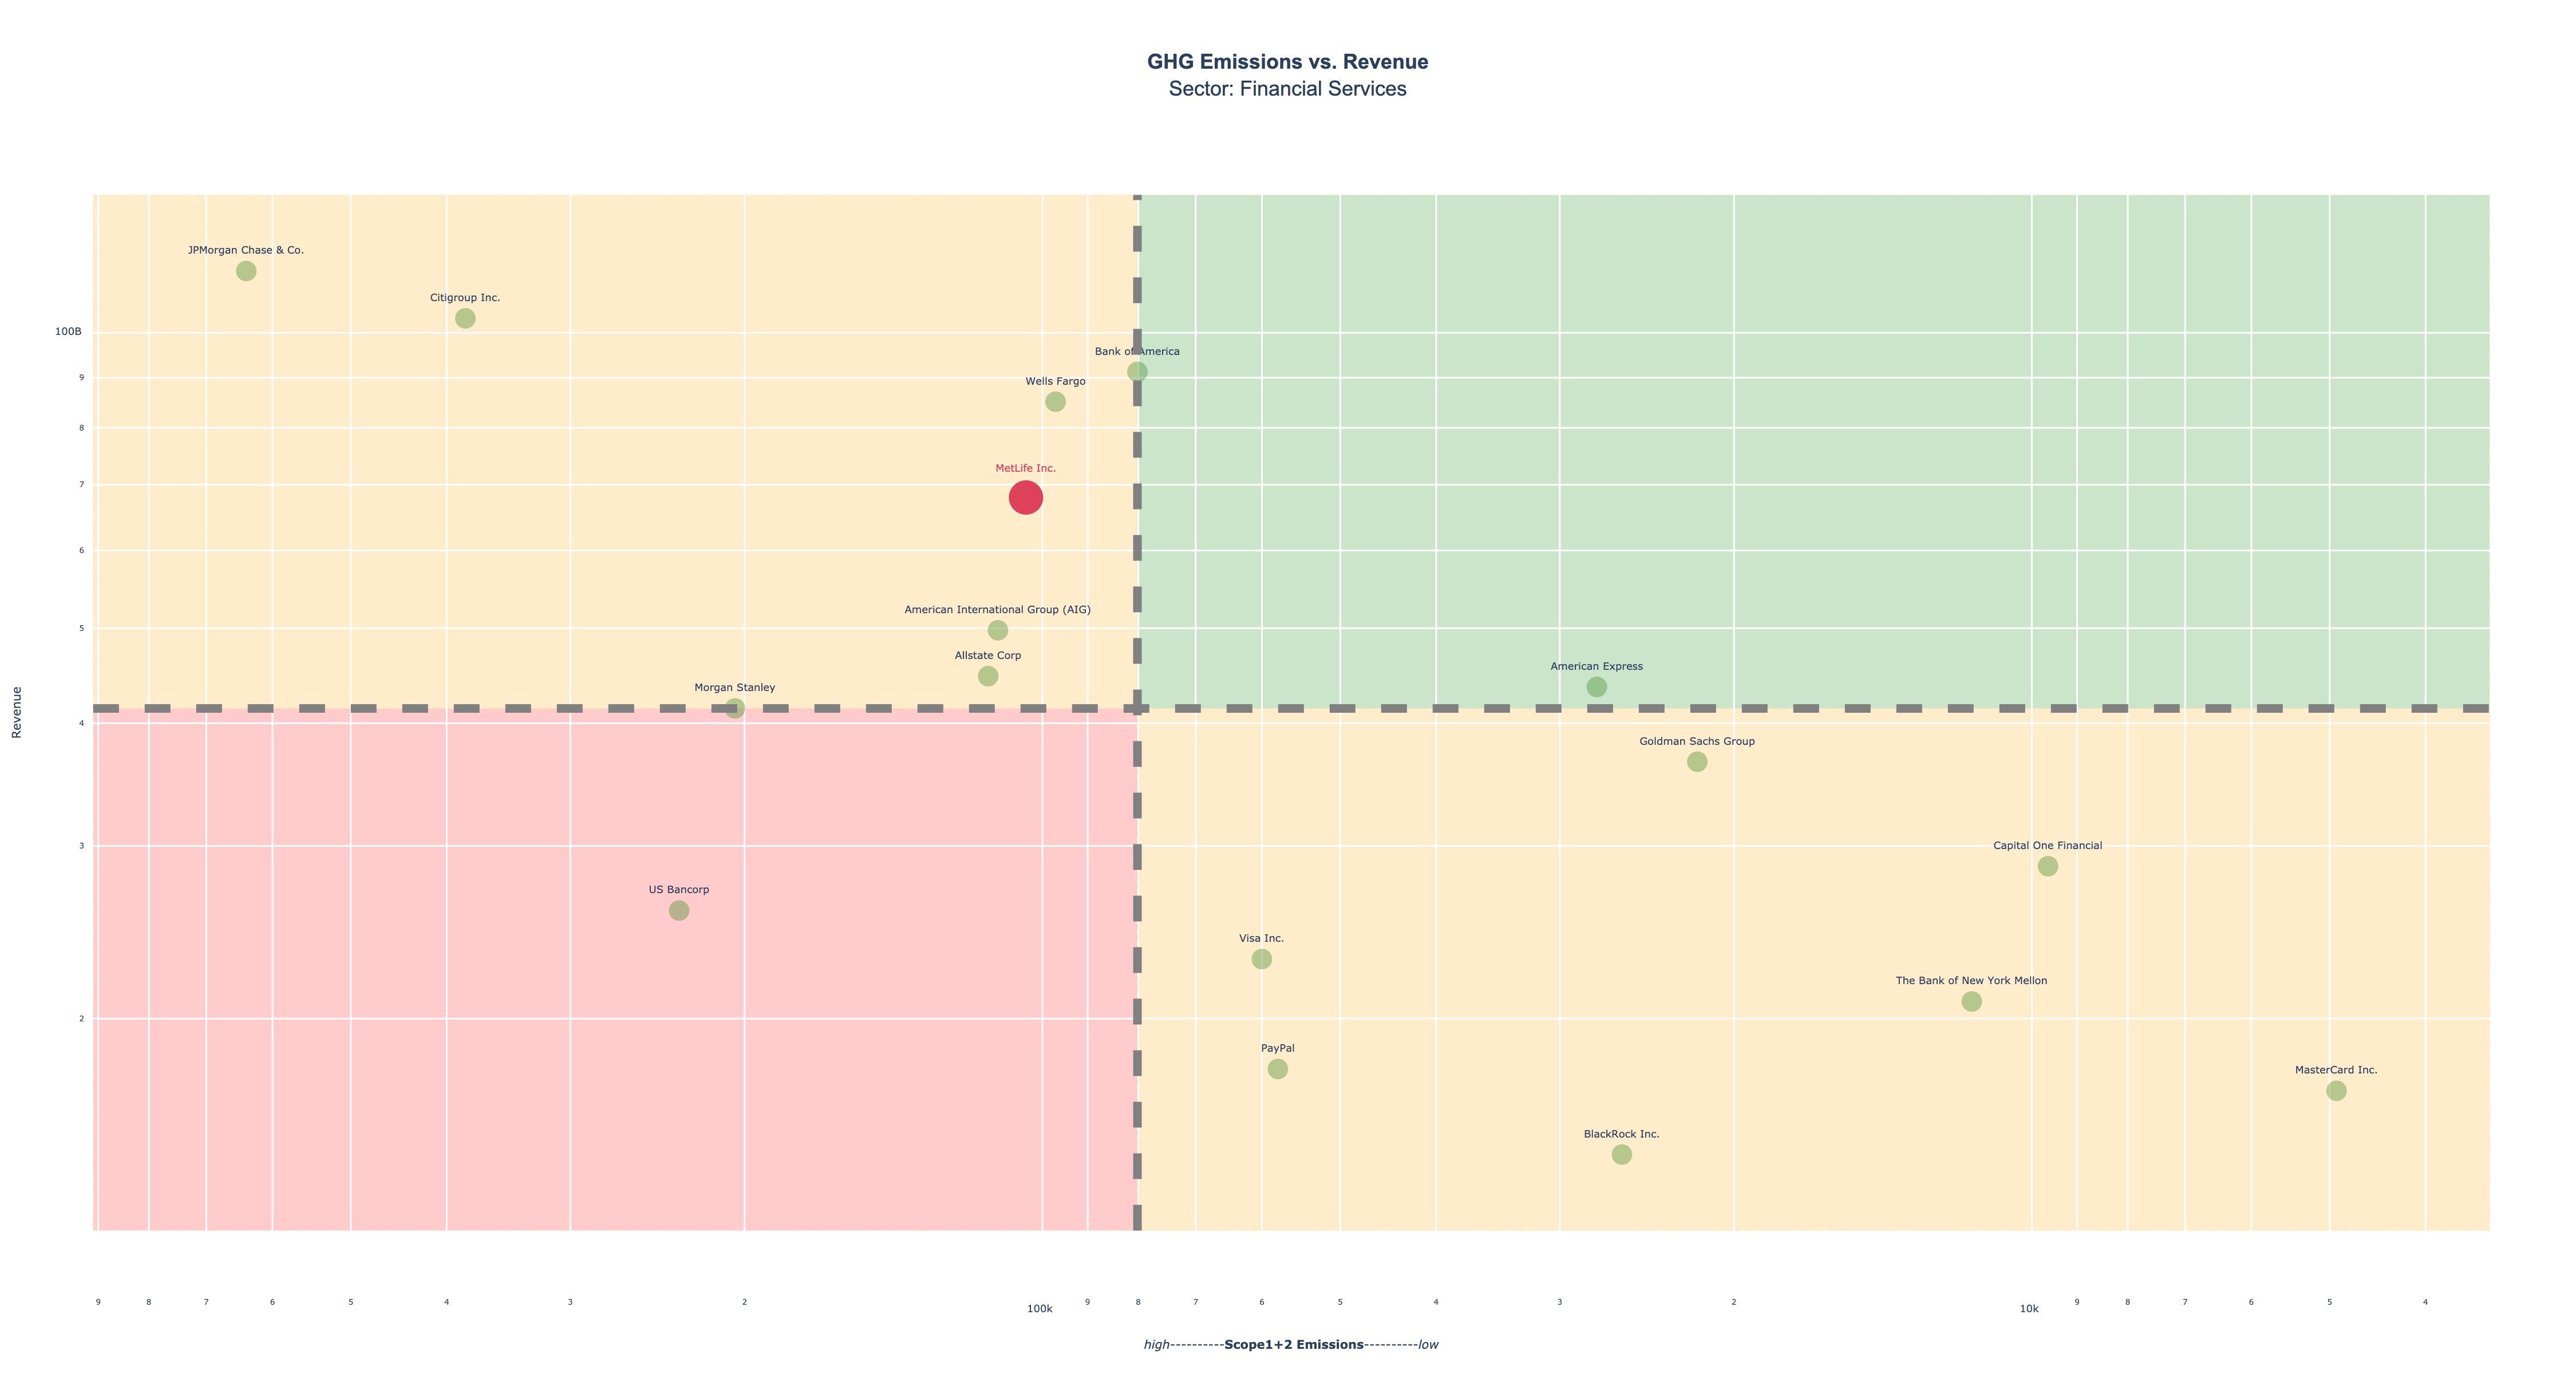 GHG Emissions vs. Revenue
Sector: Financial Services
JPMorgan Chase & Co.
Citigroup Inc.
100B
Bank of America
9
Wells Fargo
8
MetLife Inc.
7
6
American International Group (AIG)
5
Allstate Corp
American Express
Morgan Stanley
Revenue
4
Goldman Sachs Group
3
Capital One Financial
US Bancorp
Visa Inc.
The Bank of New York Mellon
2
PayPal
MasterCard Inc.
BlackRock Inc.
9 8 7 6 5 4 3 2 100k 9 8 7 6 5 4 3 2 10k 9 8 7 6 5 4
high----------Scope1+2 Emissions----------low